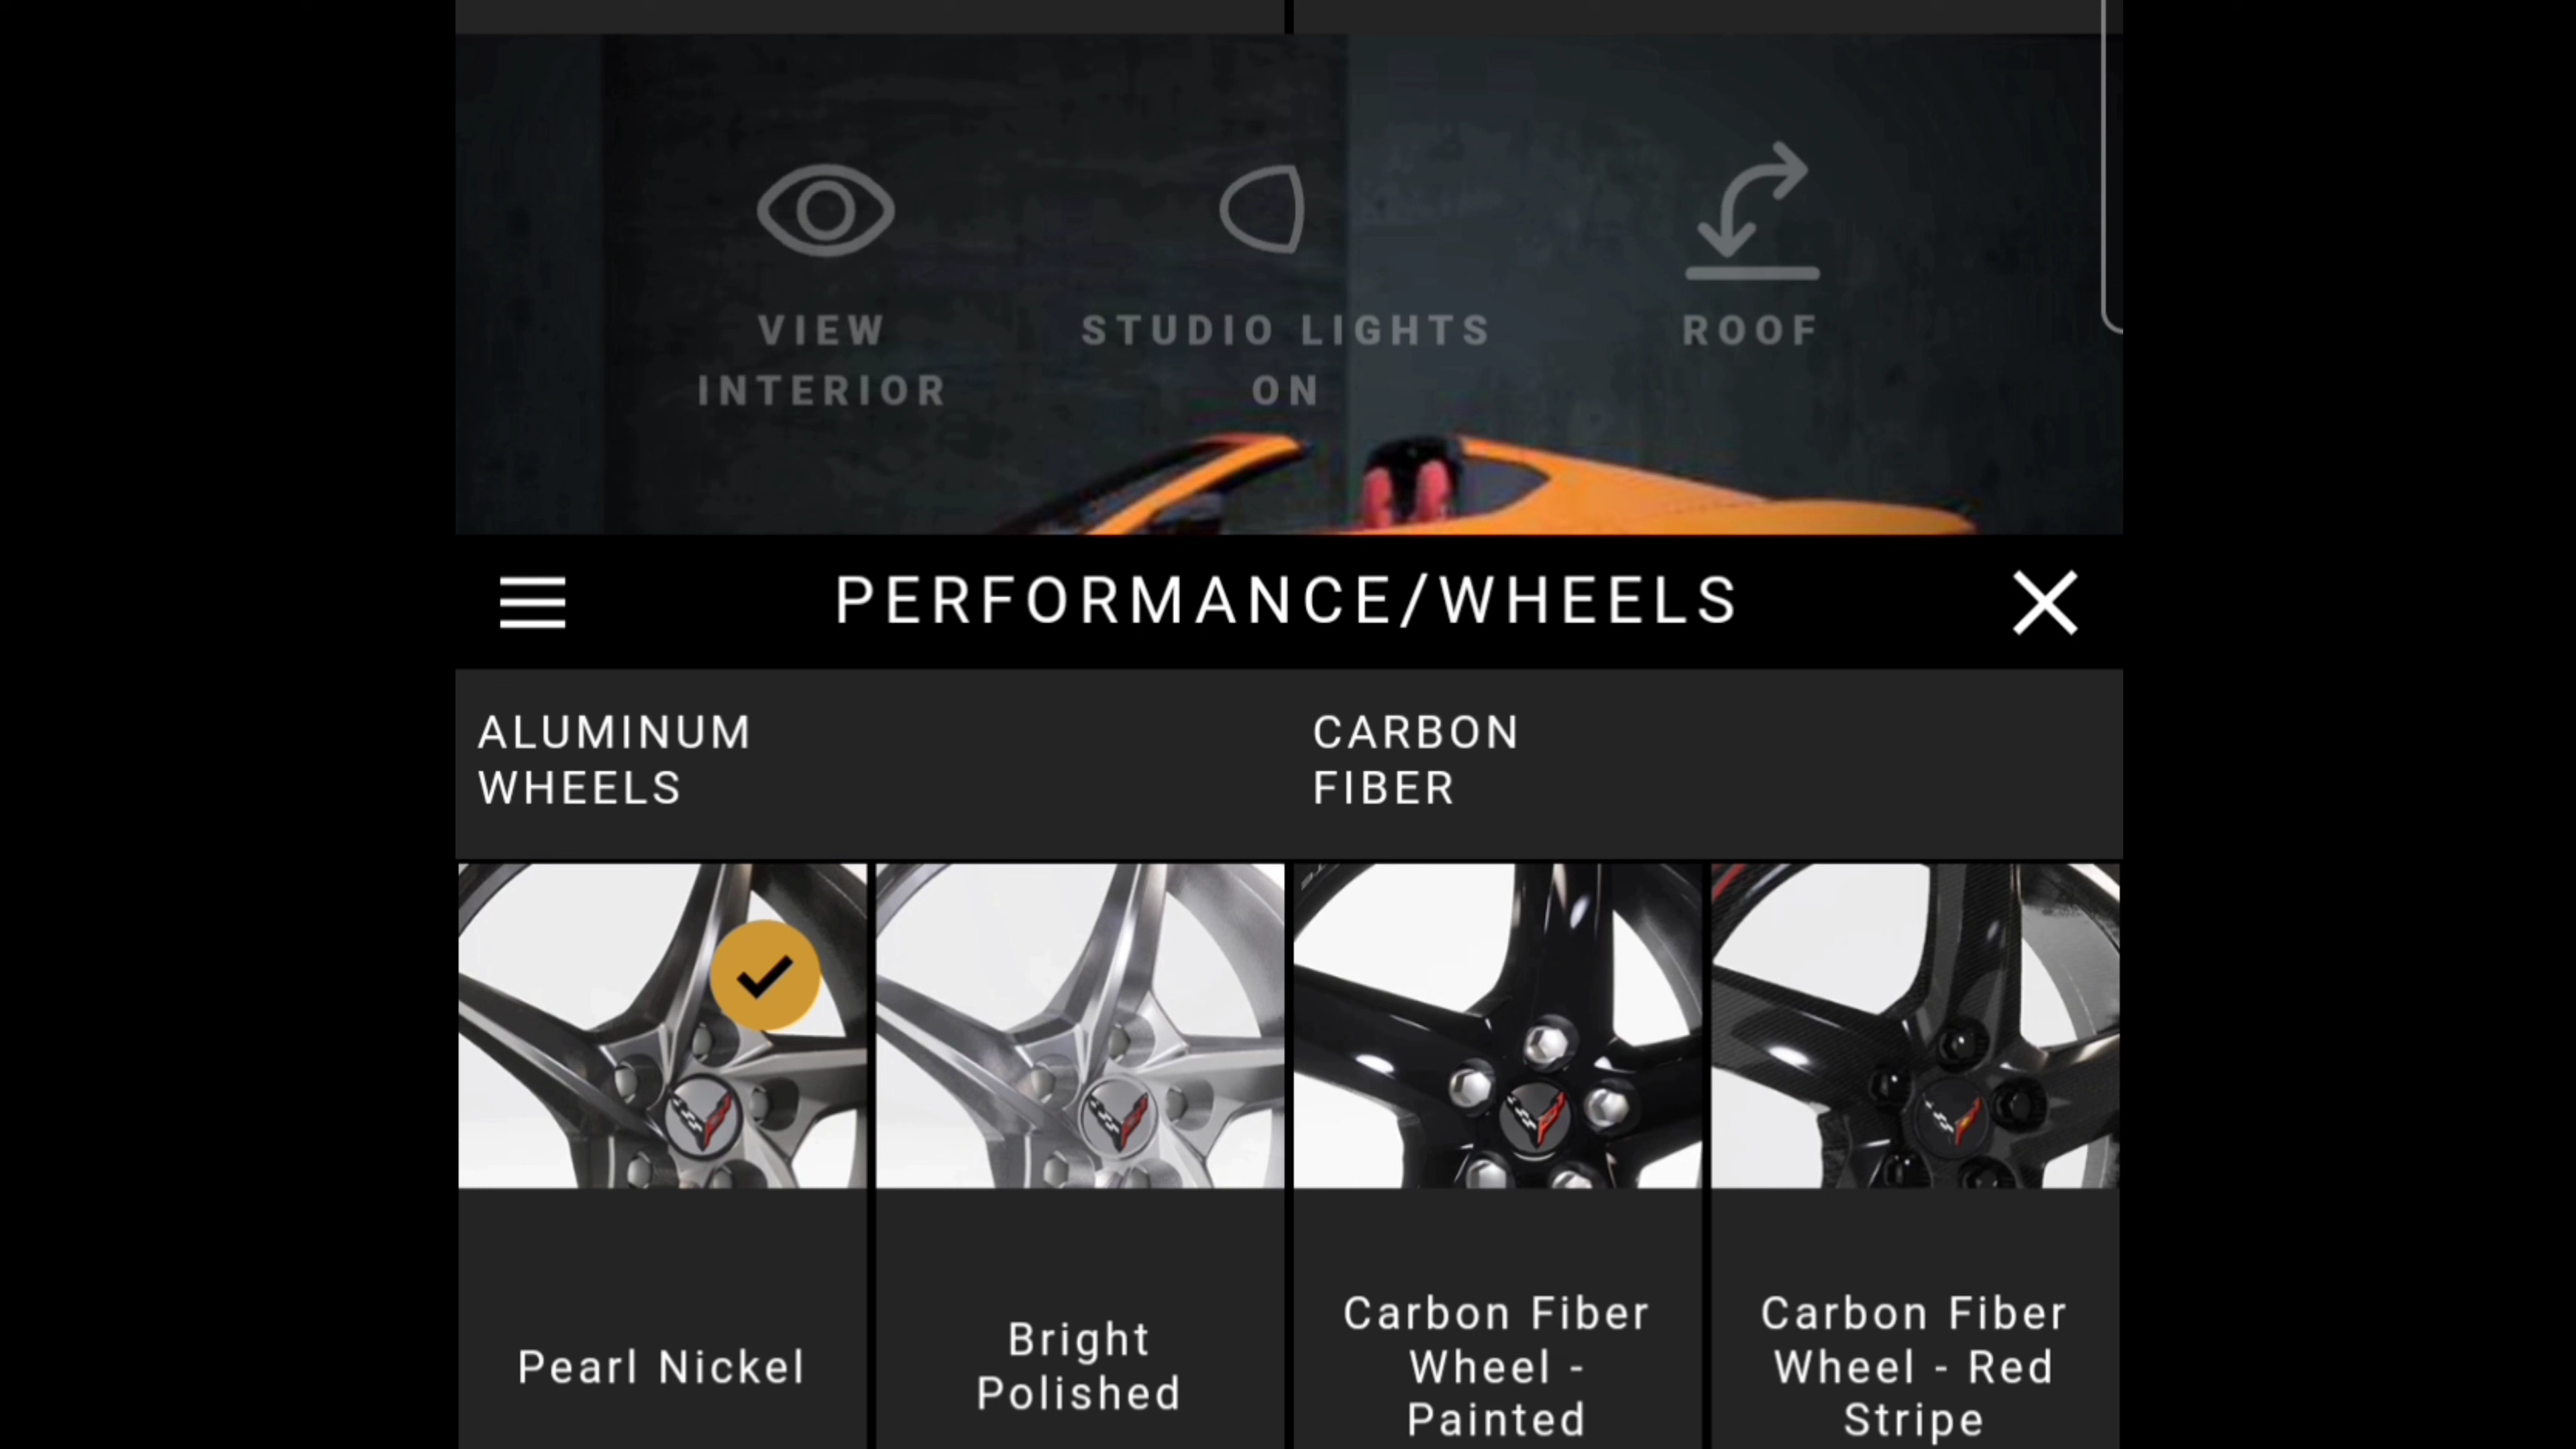 VIEW
INTERIOR
STUDIO LIGHTS
ON
ROOF
PERFORMANCE/WHEELS
ALUMINUM
WHEELS
CARBON
FIBER
Pearl Nickel
Bright
Polished
Carbon Fiber
Wheel -
Painted
Carbon Fiber
Wheel - Red
Stripe